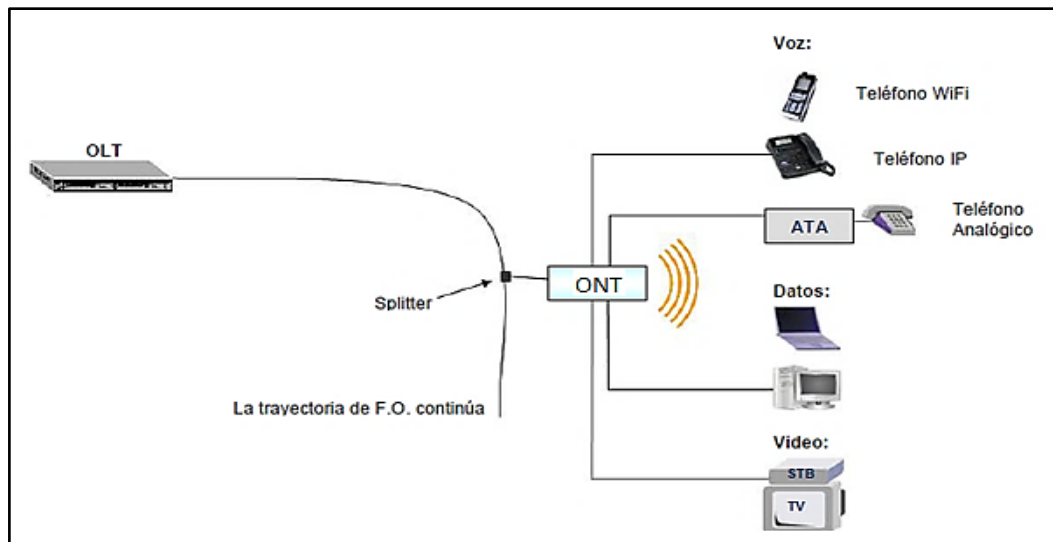 Voz:
Teléfono WiFi
OLT
Teléfono IP
ATA
Teléfono
Analógico
ONT
Splitter
Datos:
La trayectoria de F.O. continúa
Video:
STB
TV